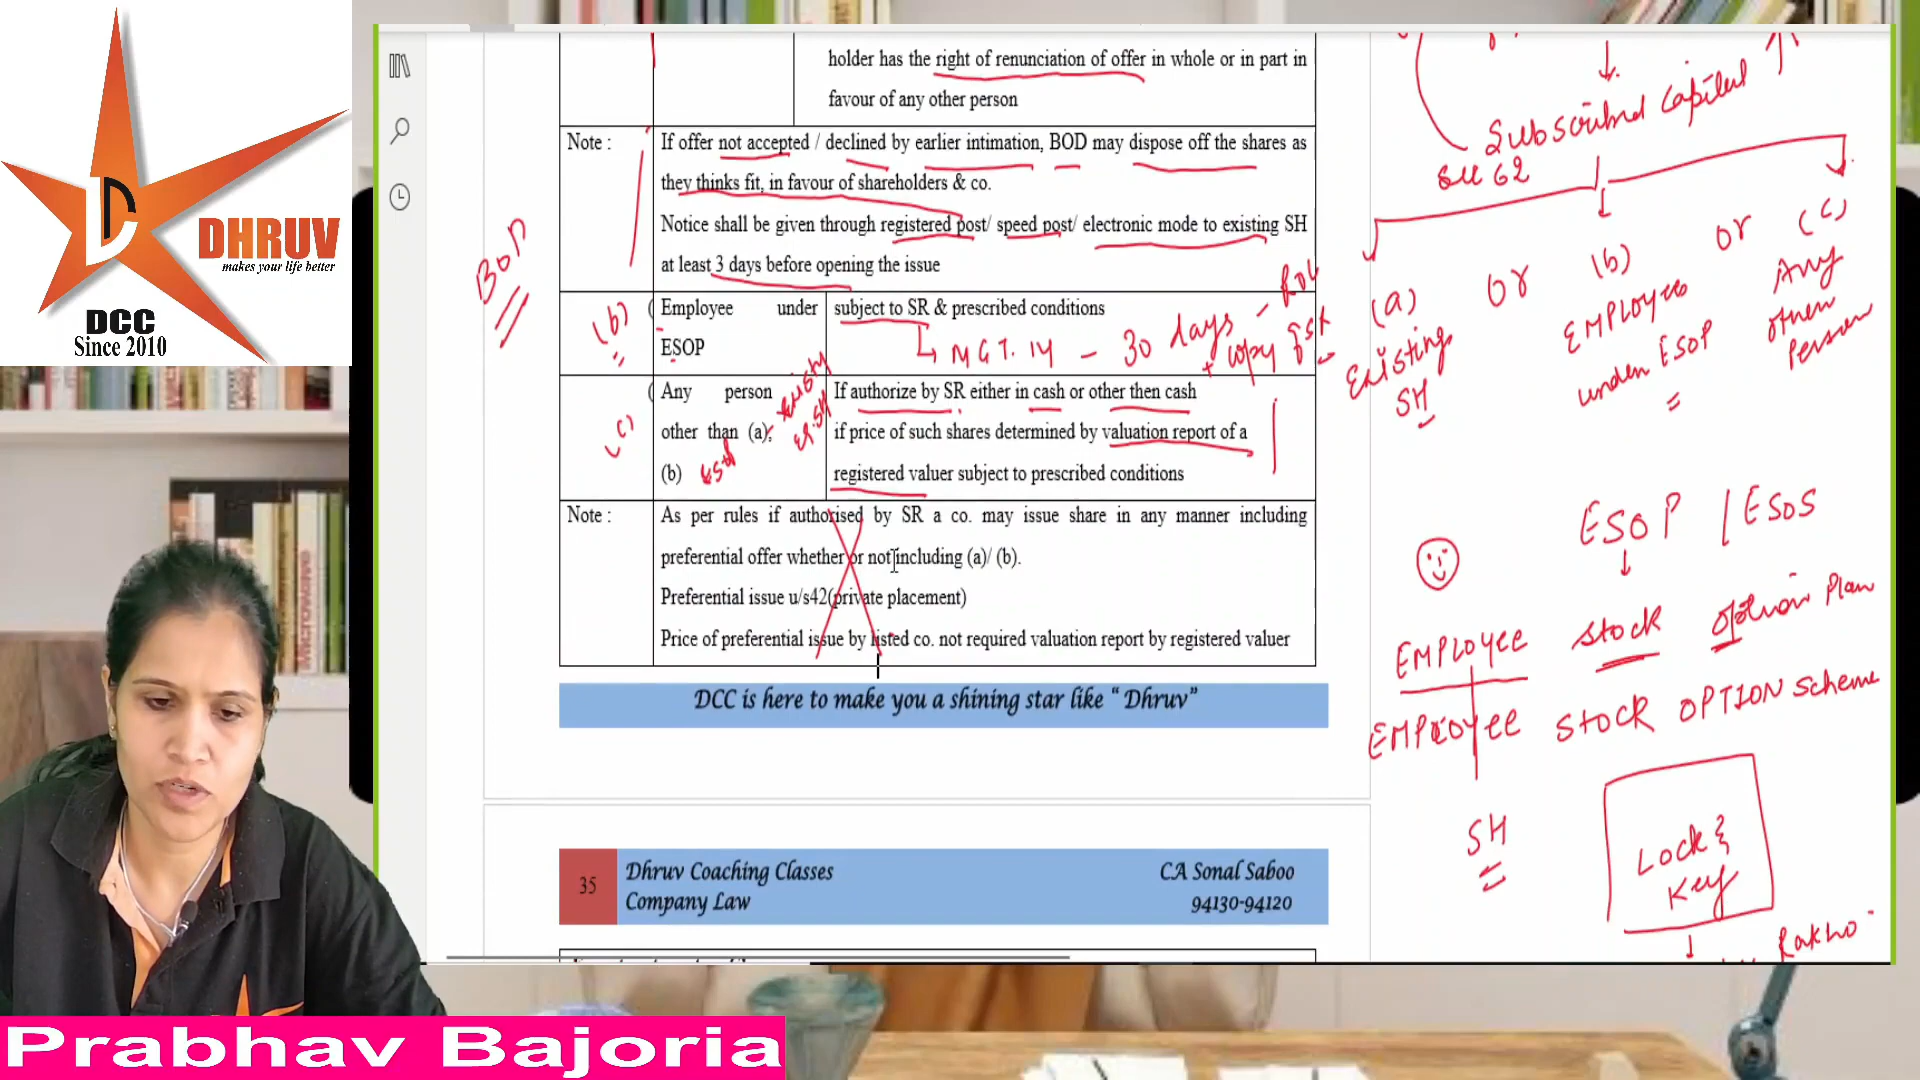 DHRUV
makes your life better
DCC
Since 2010
holder has the right of renunciation of offer in whole or in part in
favour of any other person
Note :
If offer not accepted / declined by earlier intimation, BOD may dispose off the shares as
they thinks fit, in favour of shareholders & co.
Notice shall be given through registered post/ speed post/ electronic mode to existing SH
at least 3 days before opening the issue
BOD
(b)
( Employee under
ESOP
subject to SR & prescribed conditions
MGT. 14 - 30 days - ROC
+ copy of SR
(c)
( Any person
other than (a),
(b)
existing
If authorize by SR either in cash or other then cash
if price of such shares determined by valuation report of a
registered valuer subject to prescribed conditions
Note :
As per rules if authorised by SR a co. may issue share in any manner including
preferential offer whether or not including (a)/ (b).
Preferential issue u/s42(private placement)
Price of preferential issue by listed co. not required valuation report by registered valuer
DCC is here to make you a shining star like “ Dhruv”
35
Dhruv Coaching Classes
Company Law
CA Sonal Saboo
94130-94120
Subscribed Capital
Sec 62
(a) or (b) or (c)
Existing
SH
EMPLOYEE
under ESOP
Any
other
Person
ESOP / ESOS
EMPLOYEE Stock Option Plan
EMPLOYEE STOCK OPTION Scheme
SH
Lock &
Key
Rakho
Prabhav Bajoria